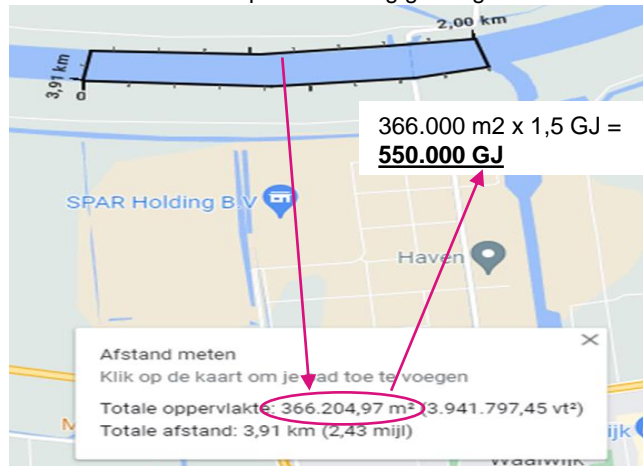 2,00 km
3,91 km
0
366.000 m2 x 1,5 GJ =
550.000 GJ
SPAR Holding B.V
Haven
Afstand meten
Klik op de kaart om je pad toe te voegen
Totale oppervlakte: 366.204,97 m² (3.941.797,45 vt²)
Totale afstand: 3,91 km (2,43 mijl)
Waalwijk